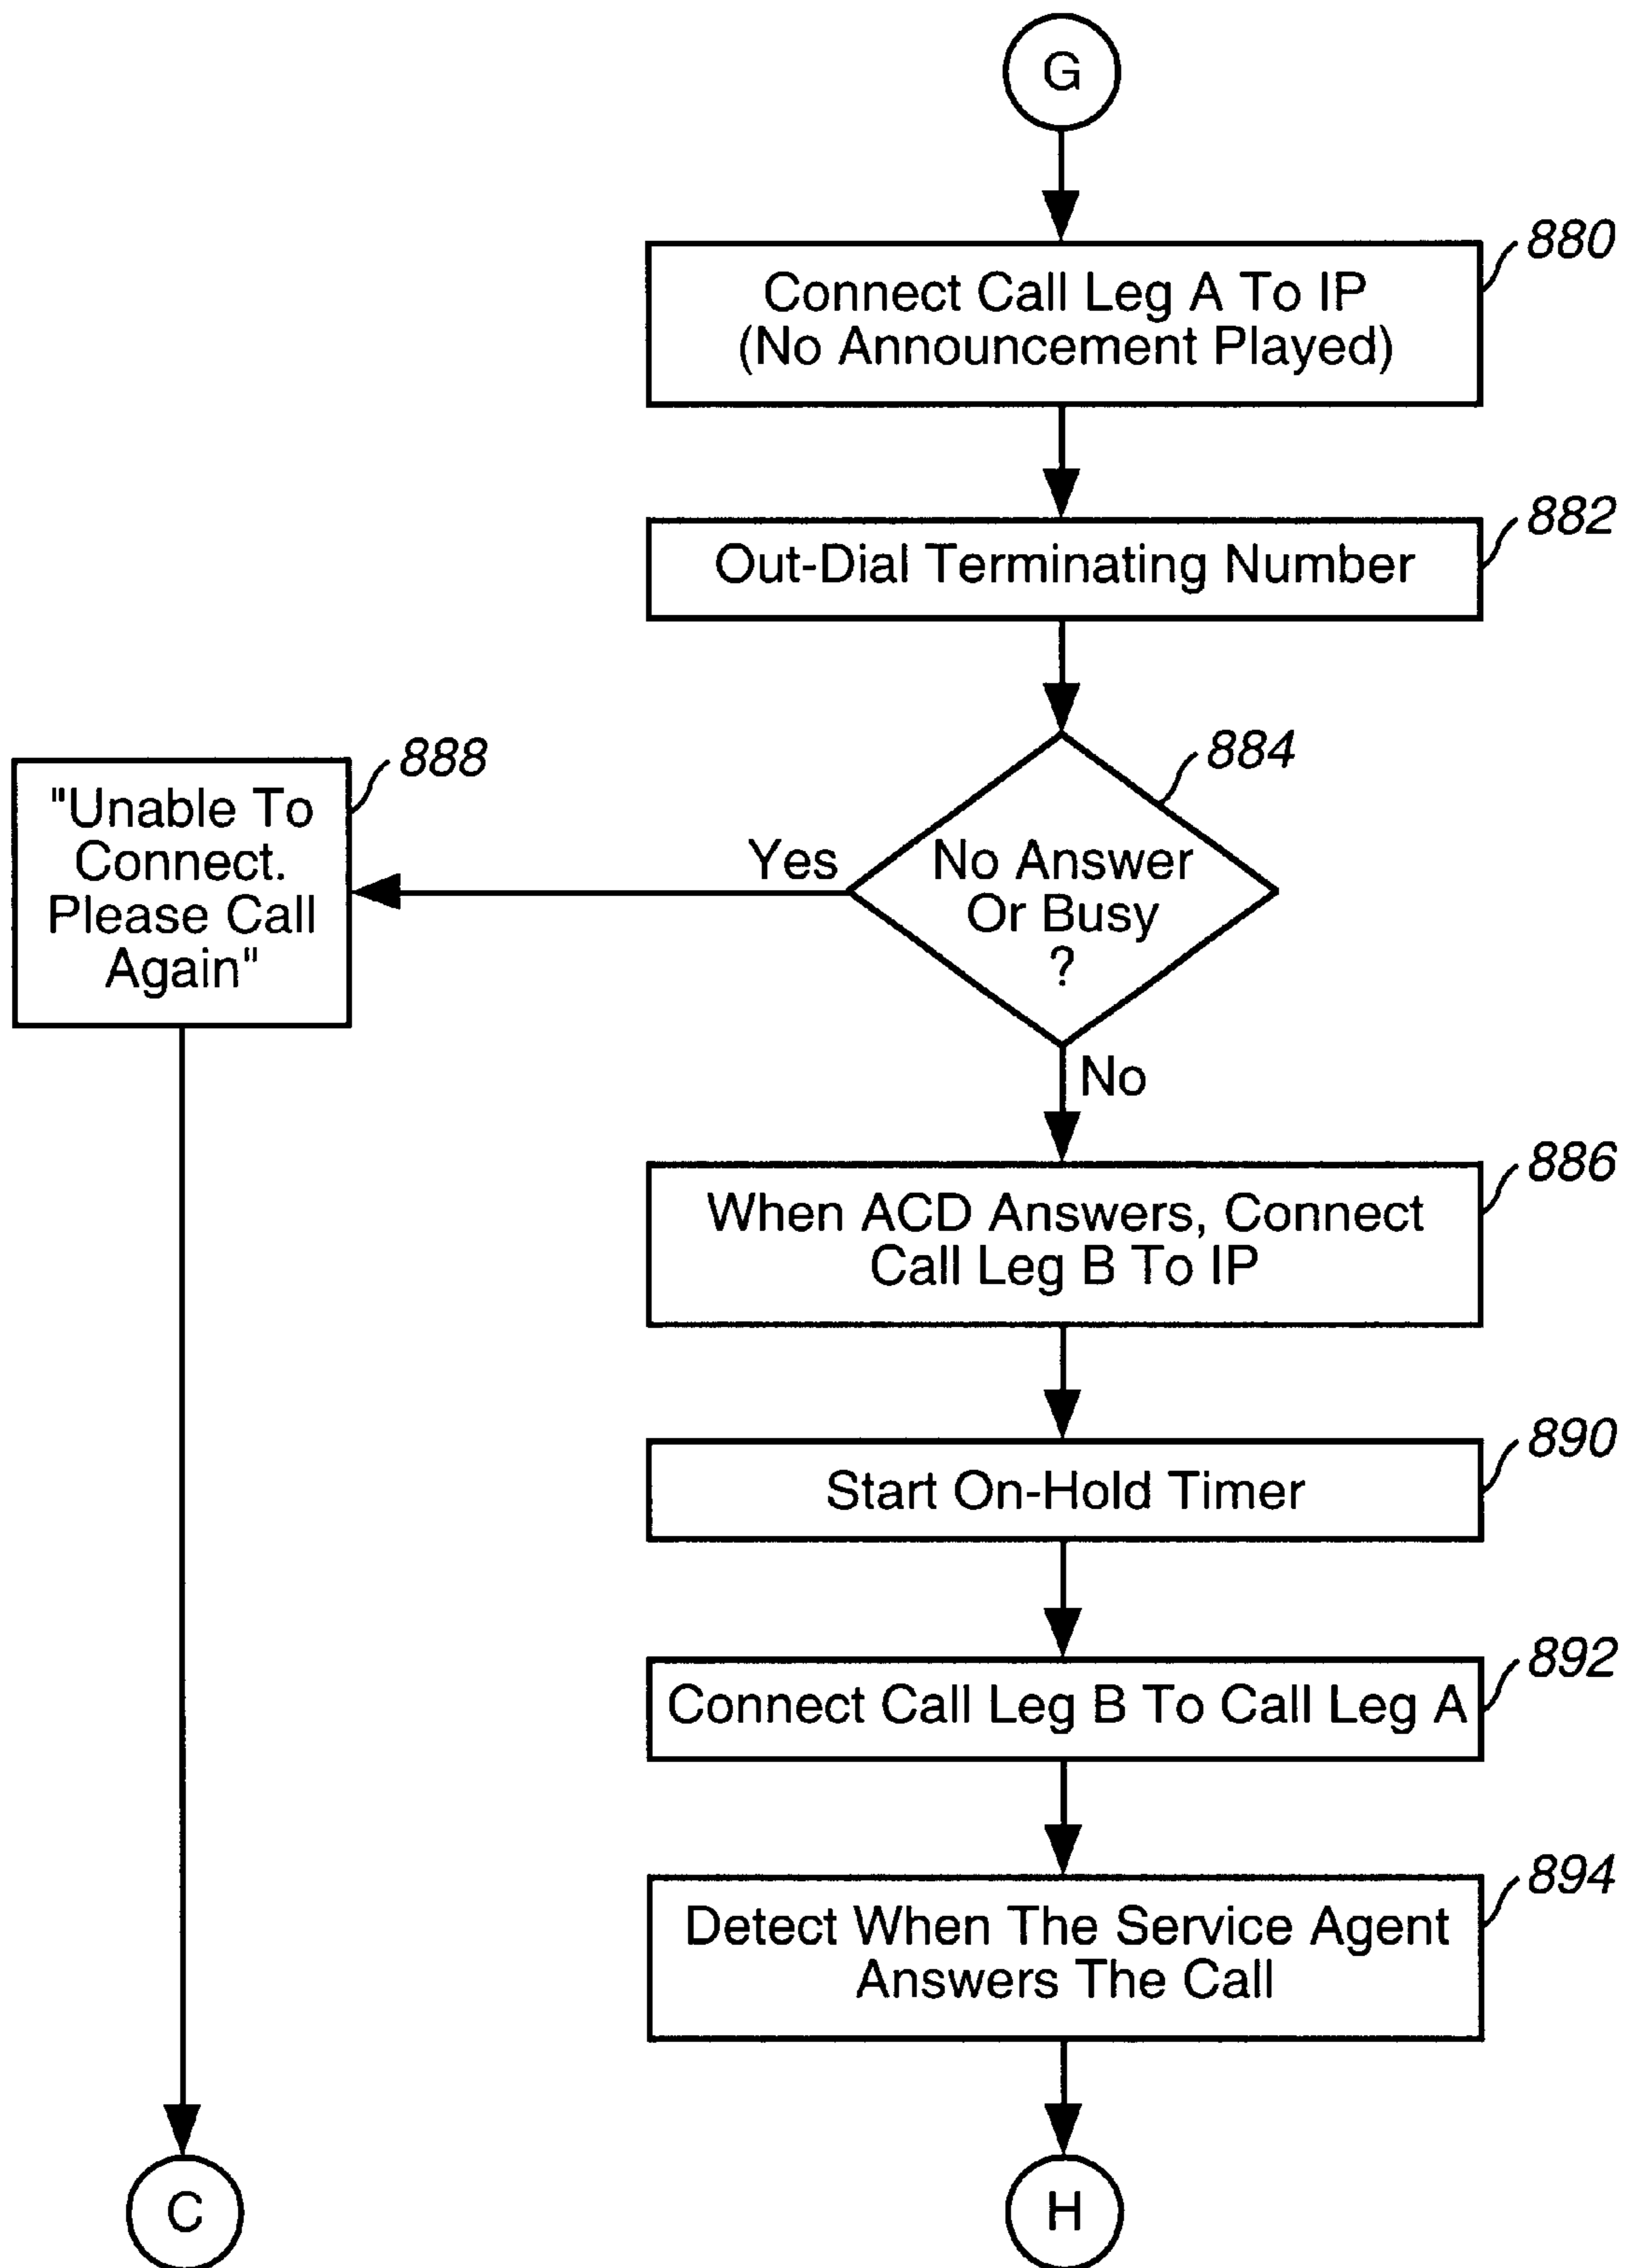 G
880
Connect Call Leg A To IP
(No Announcement Played)
882
Out-Dial Terminating Number
884
No Answer
Or Busy
?
Yes
888
"Unable To
Connect.
Please Call
Again"
No
886
When ACD Answers, Connect
Call Leg B To IP
890
Start On-Hold Timer
892
Connect Call Leg B To Call Leg A
894
Detect When The Service Agent
Answers The Call
C
H